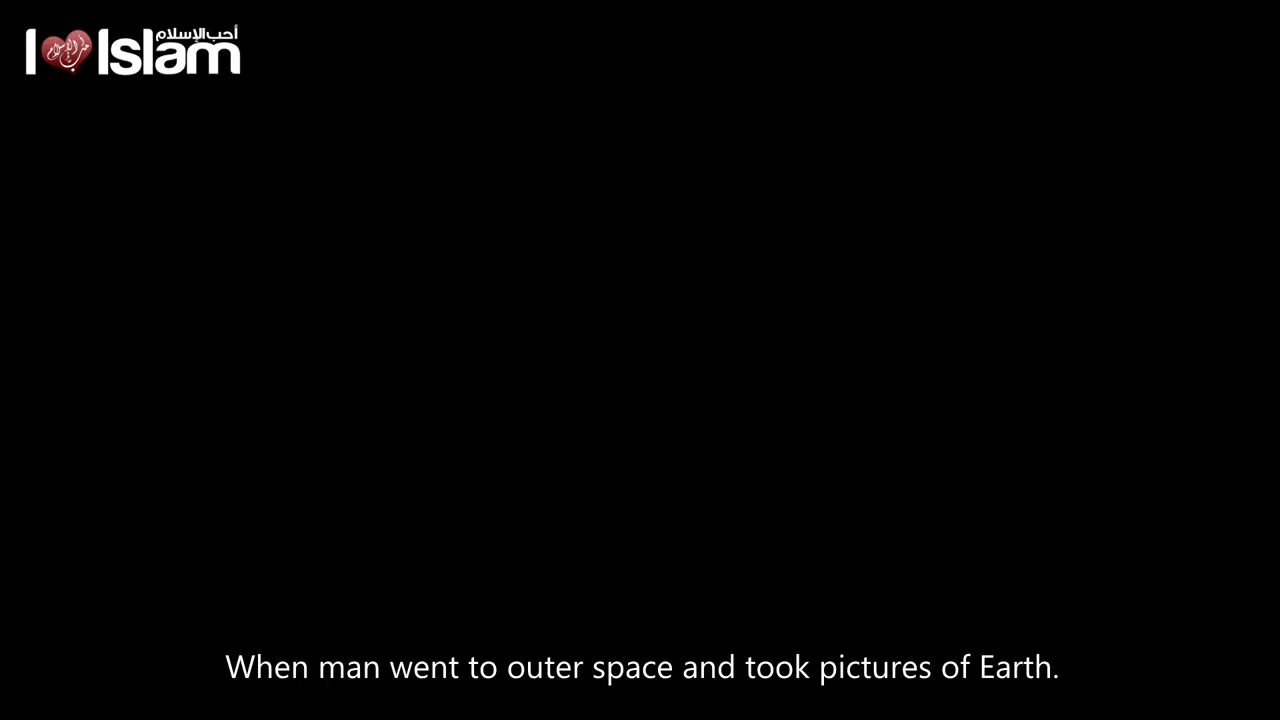 أحب الإسلام
I Islam
When man went to outer space and took pictures of Earth.